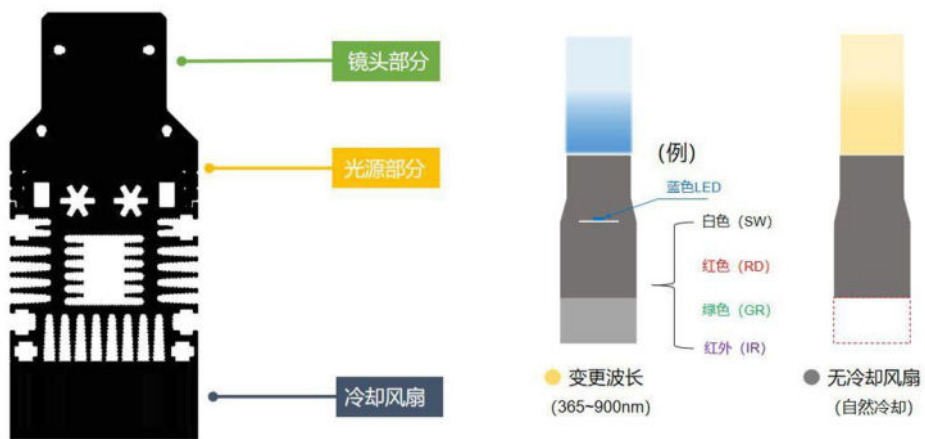 镜头部分
光源部分
冷却风扇
(例)
蓝色LED
白色（SW）
红色（RD）
绿色（GR）
红外（IR）
变更波长
(365~900nm)
无冷却风扇
(自然冷却)